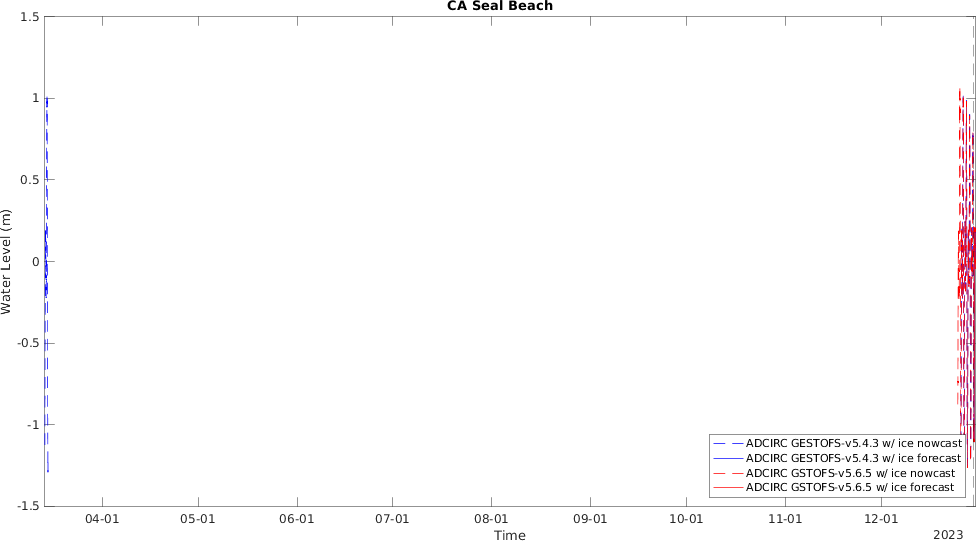 CA Seal Beach
1.5
1
0.5
0
-0.5
-1
-1.5
Water Level (m)
ADCIRC GESTOFS-v5.4.3 w/ ice nowcast
ADCIRC GESTOFS-v5.4.3 w/ ice forecast
ADCIRC GSTOFS-v5.6.5 w/ ice nowcast
ADCIRC GSTOFS-v5.6.5 w/ ice forecast
04-01 05-01 06-01 07-01 08-01 09-01 10-01 11-01 12-01
Time
2023